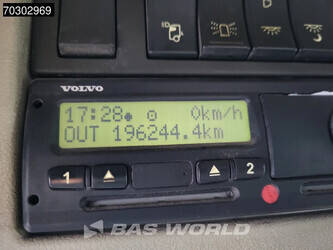 70302969
VOLVO
17:28 0km/h
OUT 196244.4km
1 2
BAS WORLD